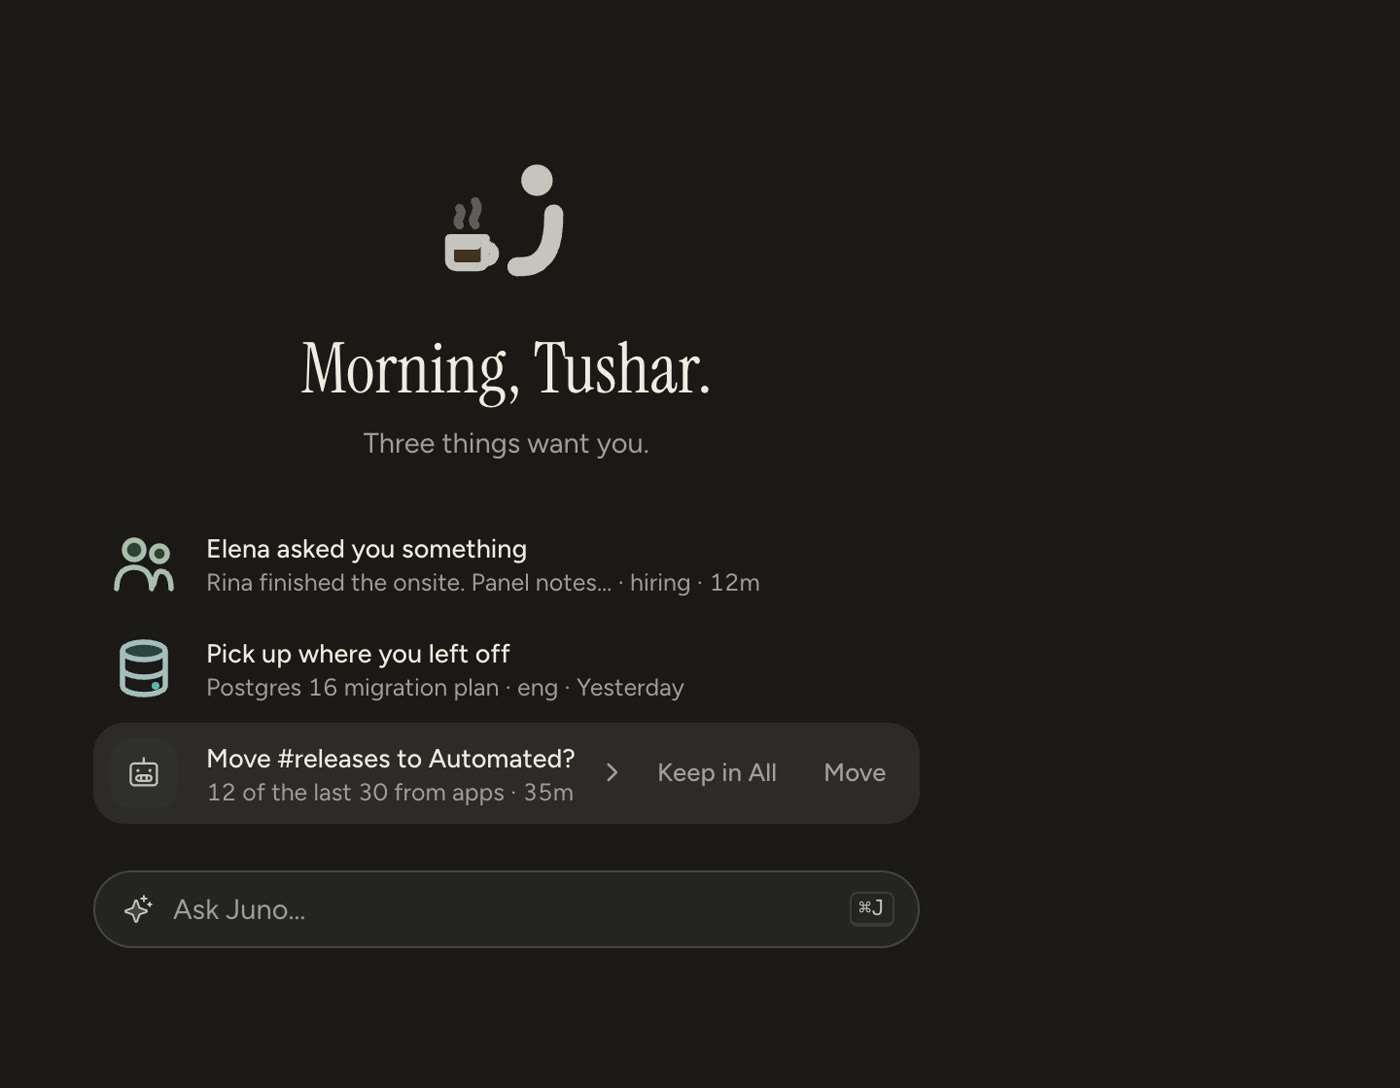 Morning, Tushar.
Three things want you.
Elena asked you something
Rina finished the onsite. Panel notes... · hiring · 12m
Pick up where you left off
Postgres 16 migration plan · eng · Yesterday
Move #releases to Automated?
12 of the last 30 from apps · 35m
Keep in All
Move
Ask Juno...
⌘J